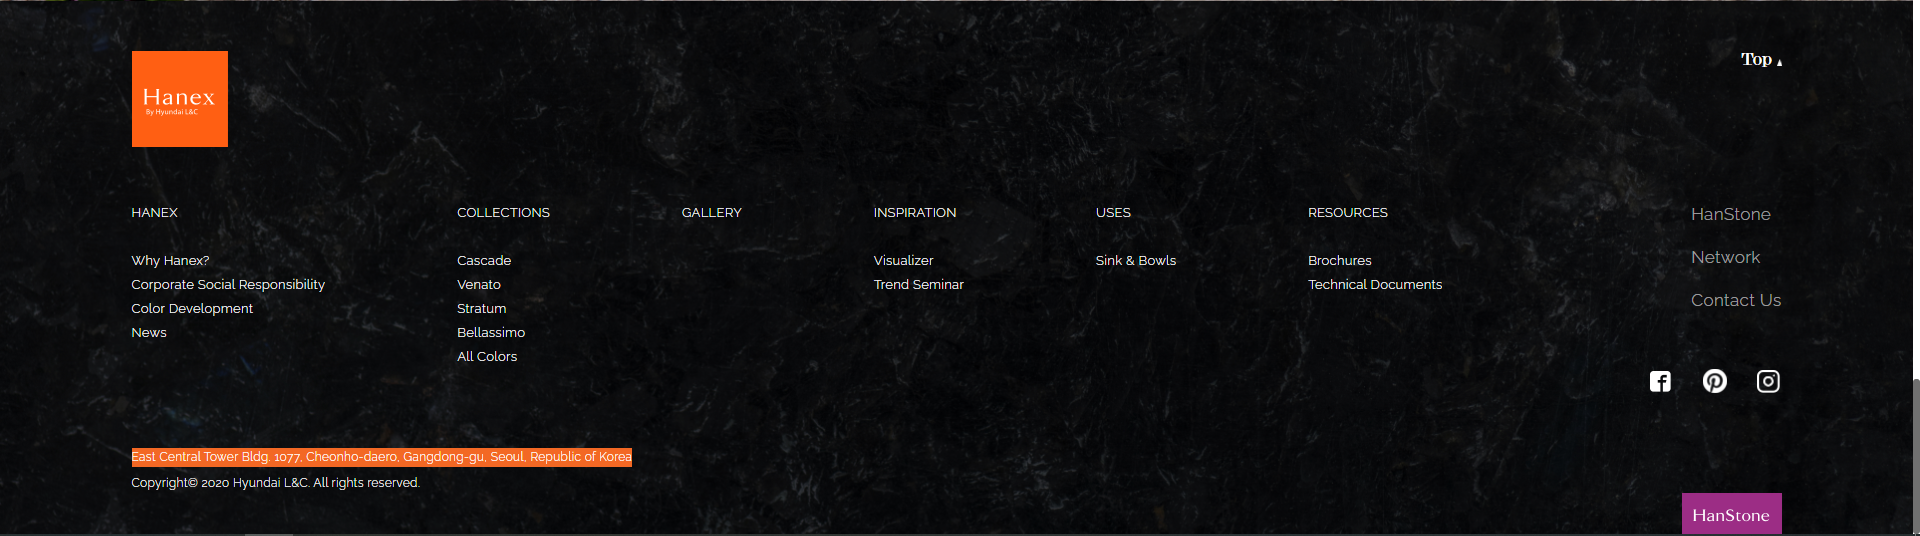 Hanex
By Hyundai L&C
Top
HANEX
Why Hanex?
Corporate Social Responsibility
Color Development
News
COLLECTIONS
Cascade
Venato
Stratum
Bellassimo
All Colors
GALLERY
INSPIRATION
Visualizer
Trend Seminar
USES
Sink & Bowls
RESOURCES
Brochures
Technical Documents
HanStone
Network
Contact Us
East Central Tower Bldg. 1077, Cheonho-daero, Gangdong-gu, Seoul, Republic of Korea
Copyright© 2020 Hyundai L&C. All rights reserved.
HanStone